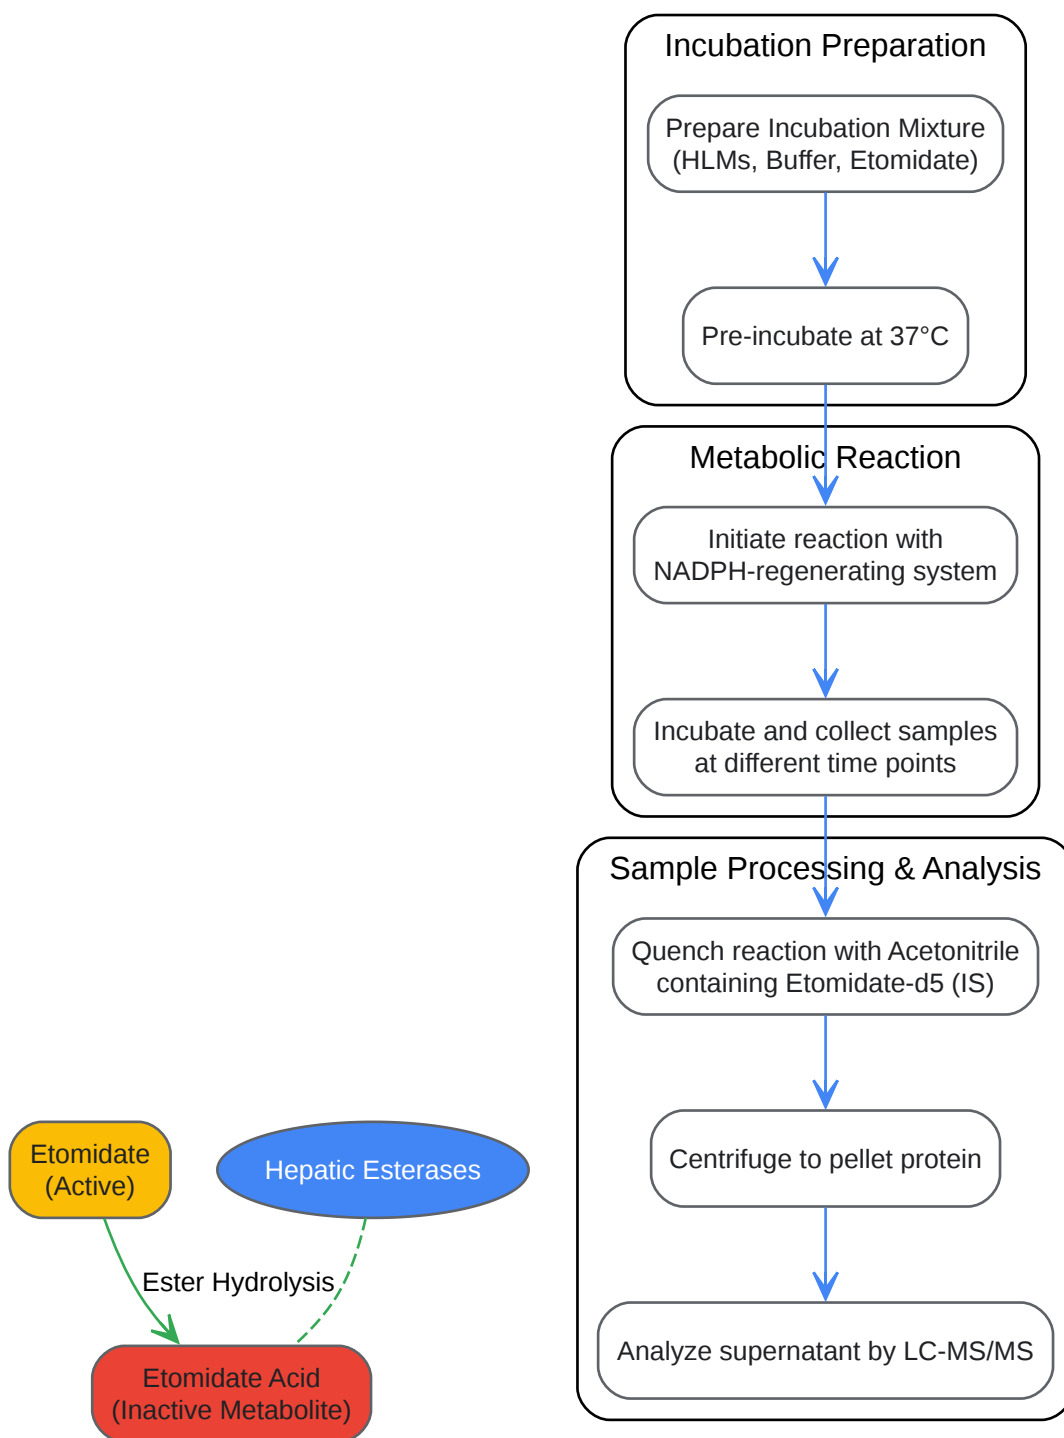 Incubation Preparation
Prepare Incubation Mixture
(HLMs, Buffer, Etomidate)
Pre-incubate at 37°C
Metabolic Reaction
Initiate reaction with
NADPH-regenerating system
Incubate and collect samples
at different time points
Sample Processing & Analysis
Quench reaction with Acetonitrile
containing Etomidate-d5 (IS)
Centrifuge to pellet protein
Analyze supernatant by LC-MS/MS
Etomidate
(Active)
Hepatic Esterases
Ester Hydrolysis
Etomidate Acid
(Inactive Metabolite)